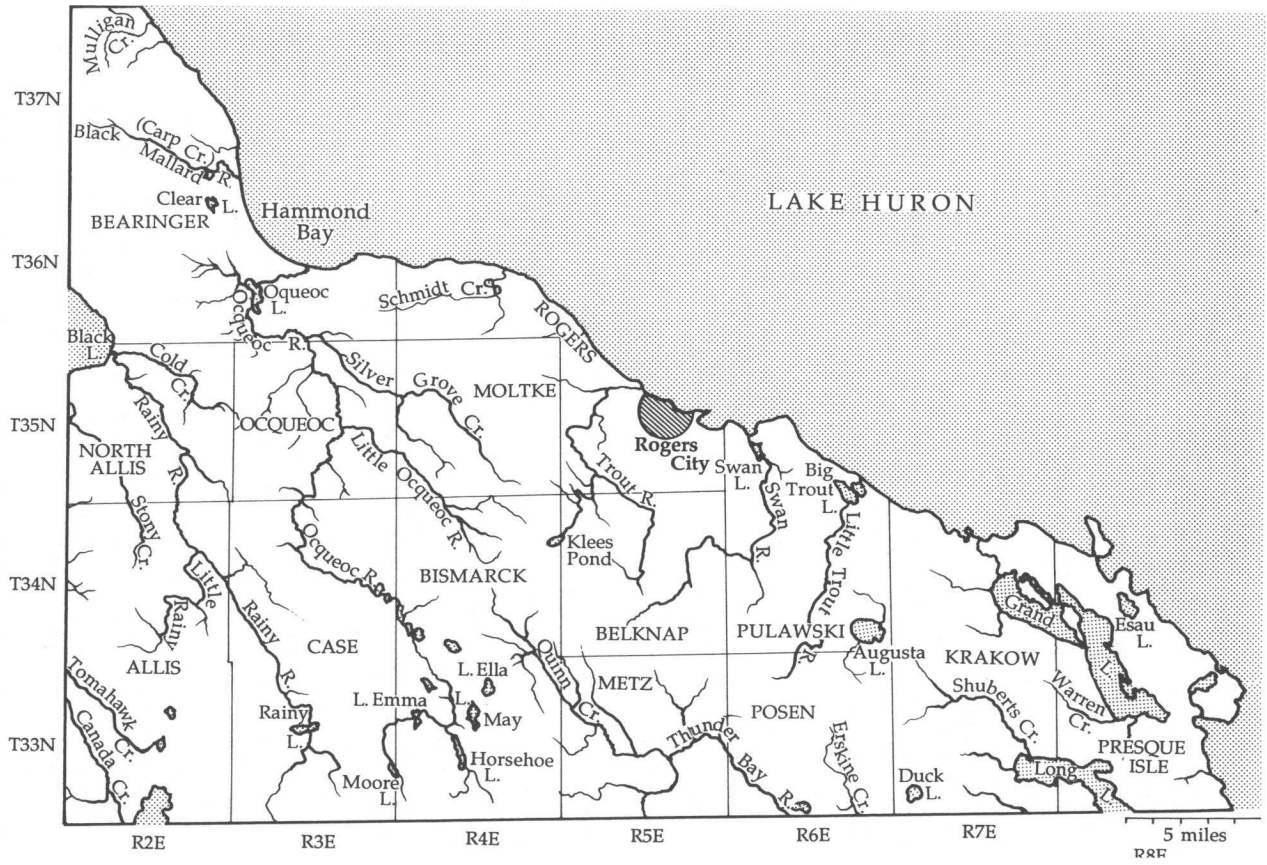 Mulligan
Cr.
T37N
Black
(Carp Cr.)
Mallard
R.
Clear
L.
BEARINGER
Hammond
Bay
LAKE HURON
T36N
Oqueoc
L.
Schmidt Cr.
ROGERS
Ocqueoc
R.
Black
L.
Cold
Cr.
Silver
Grove
Cr.
MOLTKE
Rainy
R.
OCQUEOC
T35N
NORTH
ALLIS
Little
Ocqueoc
R.
Trout R.
Rogers
City
Swan
L.
Big
Trout
L.
Swan
R.
Stony
Cr.
Ocqueoc R.
Klees
Pond
Little Trout
R.
T34N
Little
Rainy
BISMARCK
Grand
L.
Esau
L.
Rainy
R.
CASE
BELKNAP
PULAWSKI
Augusta
L.
KRAKOW
ALLIS
Quinn
Cr.
L. Ella
METZ
Tomahawk
Cr.
L. Emma
L.
May
POSEN
Shuberts
Cr.
Warren
Cr.
Canada
Cr.
Rainy
L.
Thunder
Bay
R.
Erskine
Cr.
T33N
PRESQUE
ISLE
Moore
L.
Horsehoe
L.
Duck
L.
Long
L.
R2E
R3E
R4E
R5E
R6E
R7E
5 miles
R8E